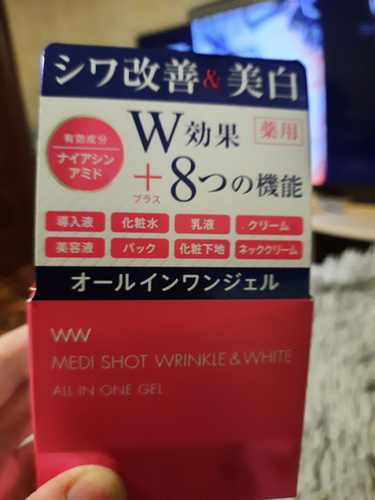 シワ改善&美白
有効成分
ナイアシン
アミド
W効果
薬用
+
プラス
8つの機能
導入液 化粧水 乳液 クリーム
美容液 パック 化粧下地 ネッククリーム
オールインワンジェル
WW
MEDI SHOT WRINKLE & WHITE
ALL IN ONE GEL